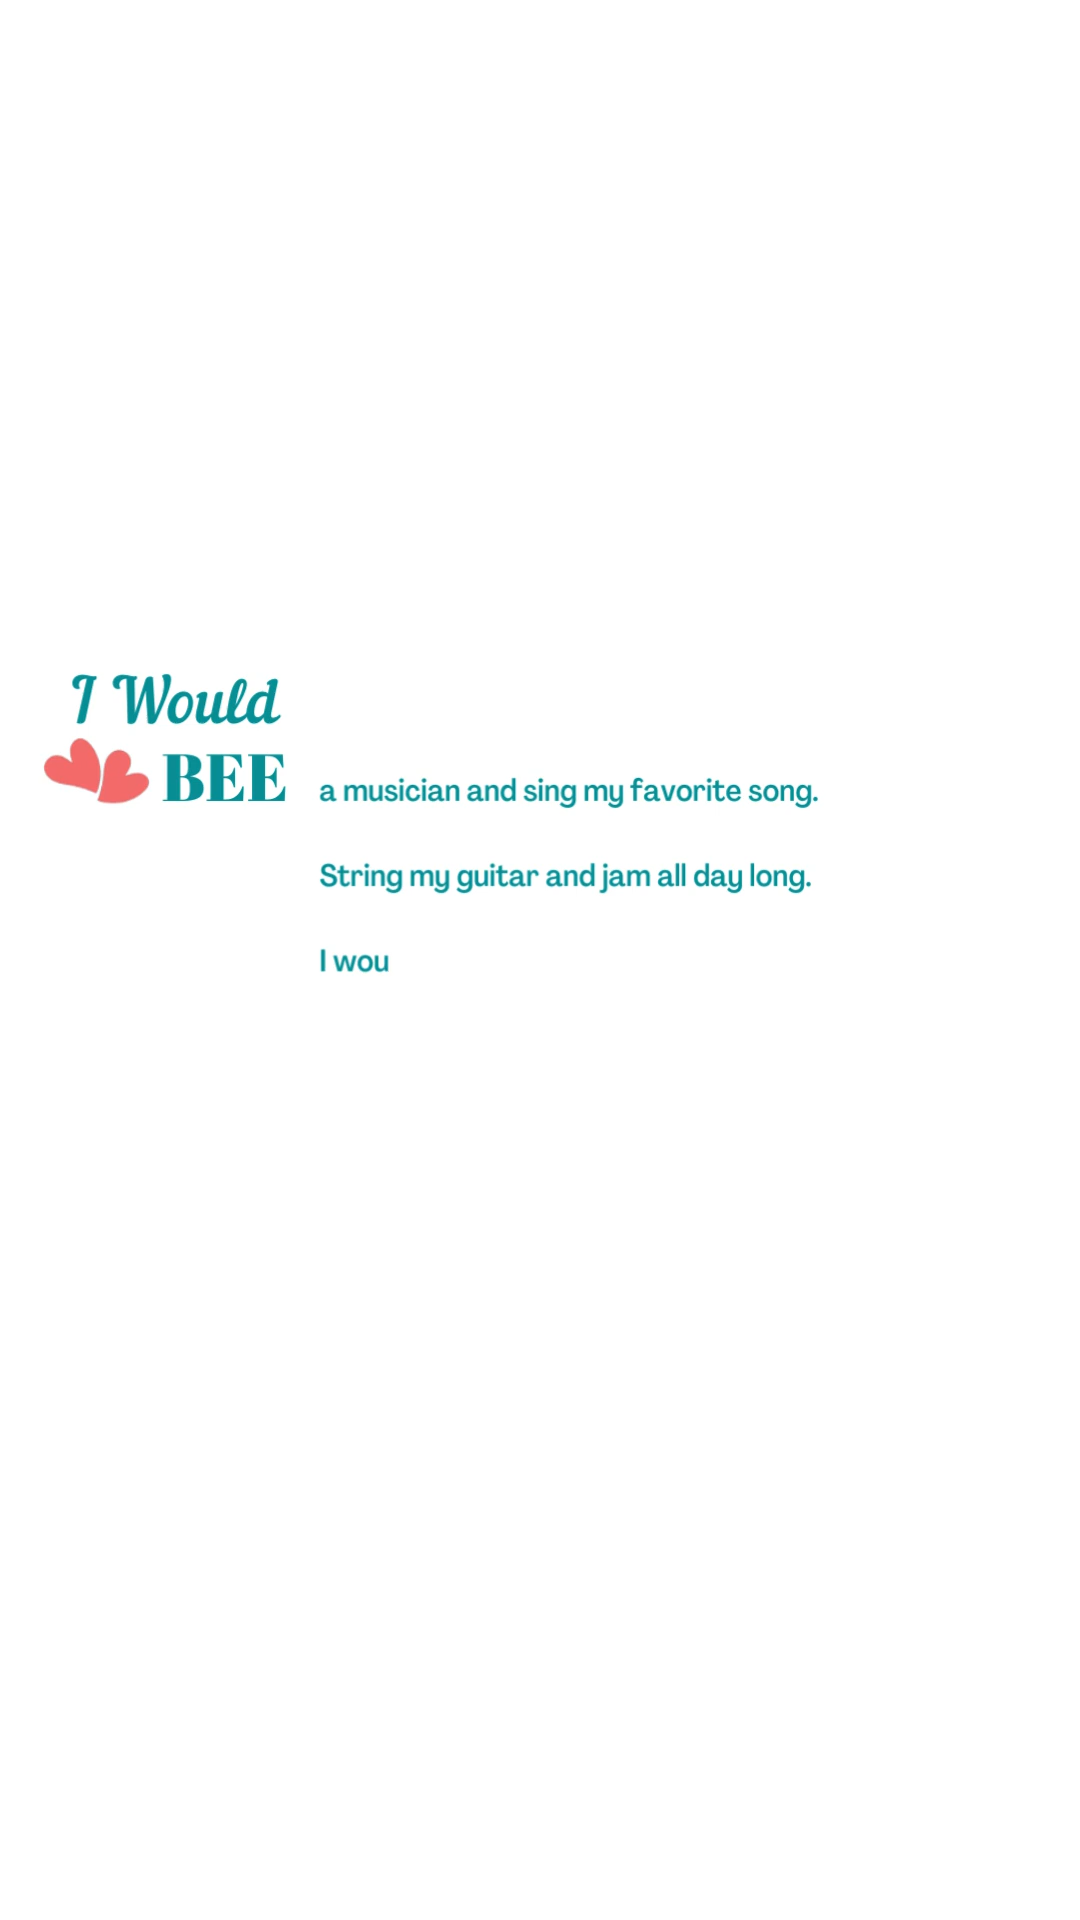 I Would
BEE
a musician and sing my favorite song.
String my guitar and jam all day long.
I wou